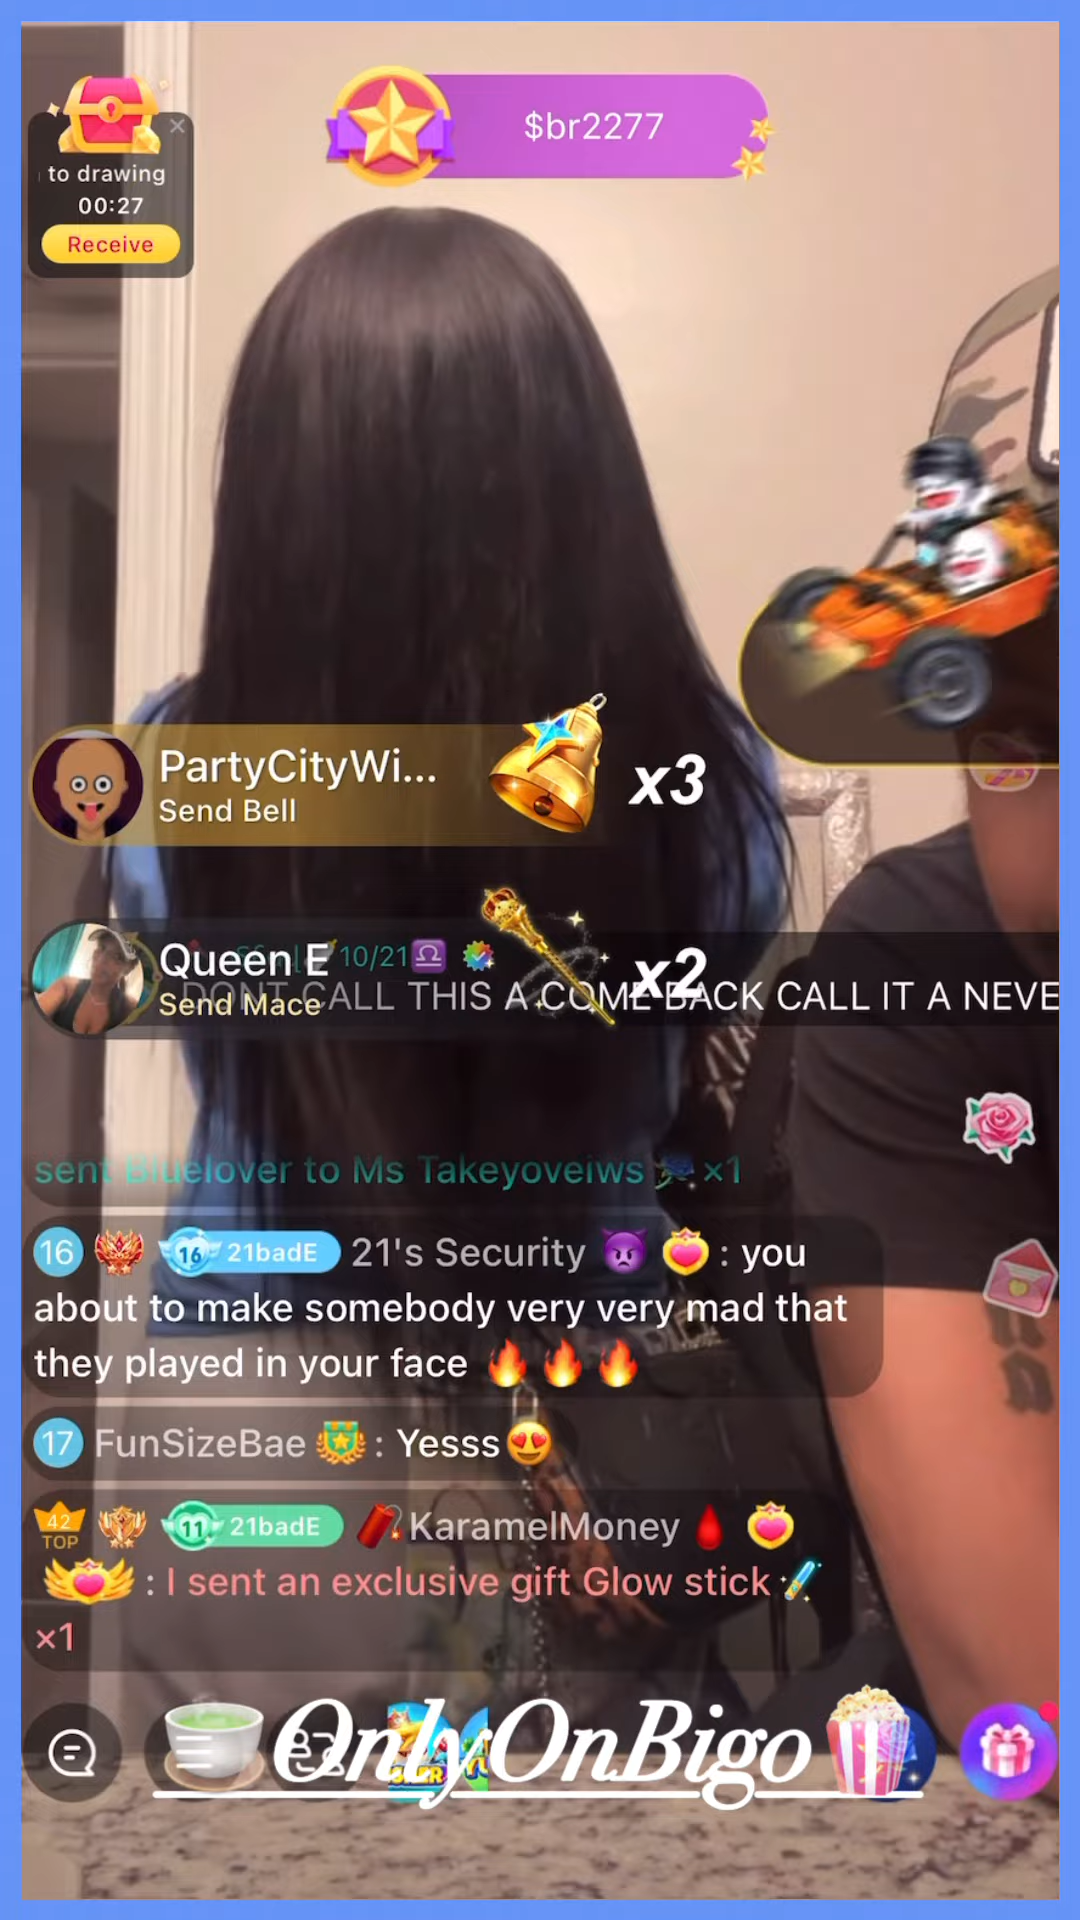 $br2277
to drawing
00:27
Receive
PartyCityWi...
Send Bell
x3
Queen E
10/21
Send Mace
x2
DONT CALL THIS A COME BACK CALL IT A NEVE
sent Bluelover to Ms Takeyoveiws ×1
16 16 21badE 21's Security 😈 : you
about to make somebody very very mad that
they played in your face 🔥🔥🔥
17 FunSizeBae : Yesss😍
42 TOP 11 21badE 🧨KaramelMoney 🩸
: I sent an exclusive gift Glow stick
×1
OnlyOnBigo